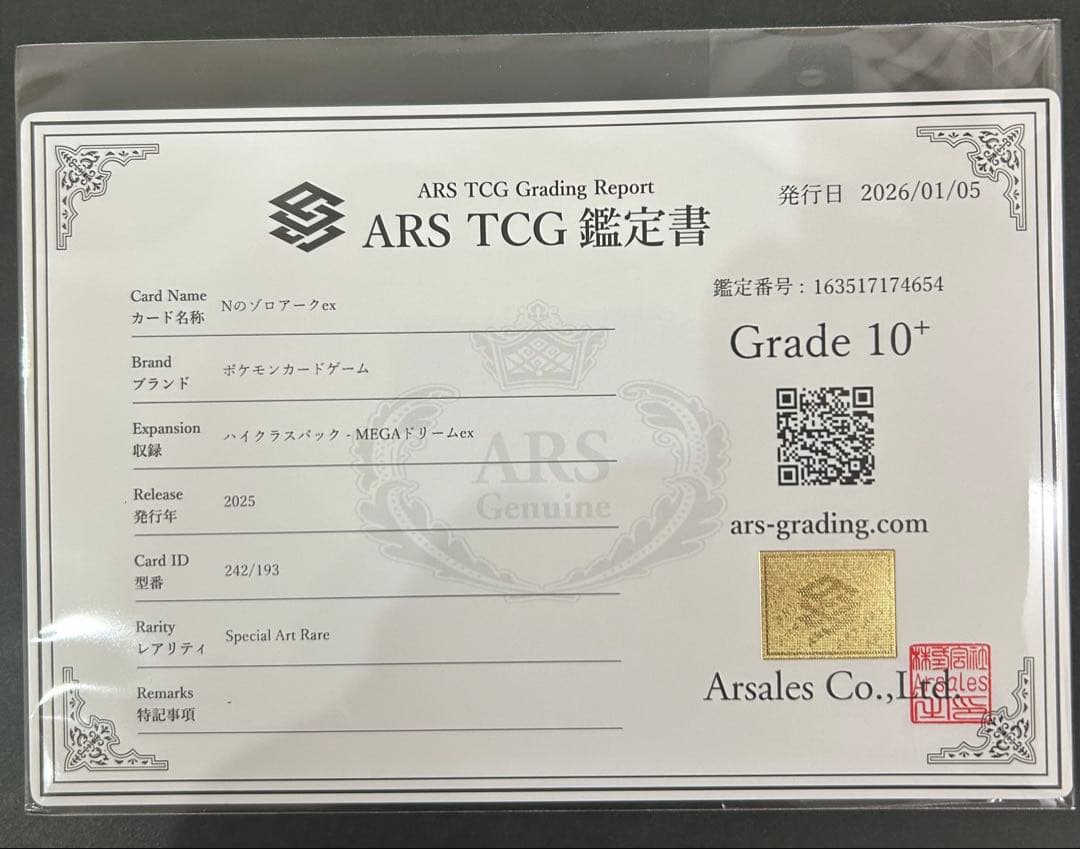 ARS TCG Grading Report
ARS TCG 鑑定書
発行日 2026/01/05
Card Name
カード名称
Nのゾロアークex
Brand
ブランド
ポケモンカードゲーム
Expansion
収録
ハイクラスパック - MEGAドリームex
Release
発行年
2025
Card ID
型番
242/193
Rarity
レアリティ
Special Art Rare
Remarks
特記事項
-
ARS
Genuine
鑑定番号 : 163517174654
Grade 10+
ars-grading.com
Arsales Co.,Ltd.
株式会社
Arsales